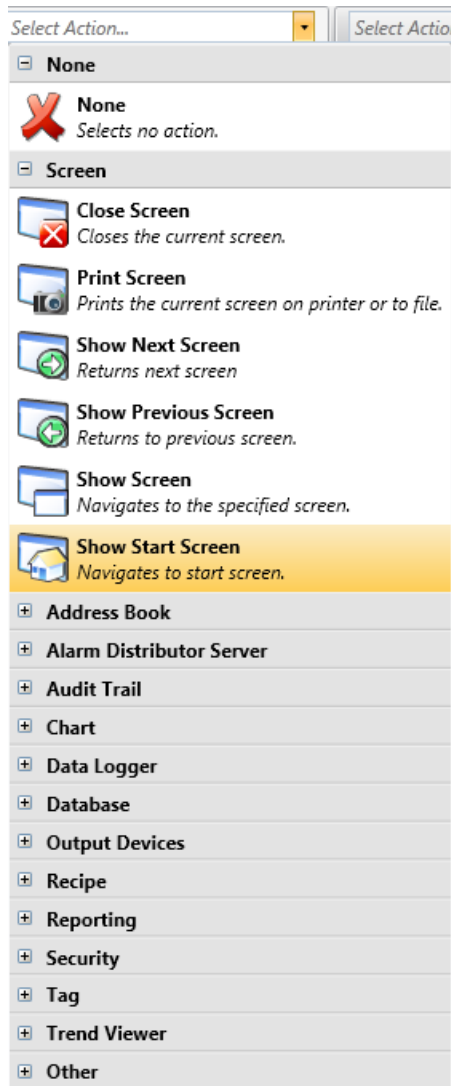 Select Action...
Select Actio
None
None
Selects no action.
Screen
Close Screen
Closes the current screen.
Print Screen
Prints the current screen on printer or to file.
Show Next Screen
Returns next screen
Show Previous Screen
Returns to previous screen.
Show Screen
Navigates to the specified screen.
Show Start Screen
Navigates to start screen.
Address Book
Alarm Distributor Server
Audit Trail
Chart
Data Logger
Database
Output Devices
Recipe
Reporting
Security
Tag
Trend Viewer
Other